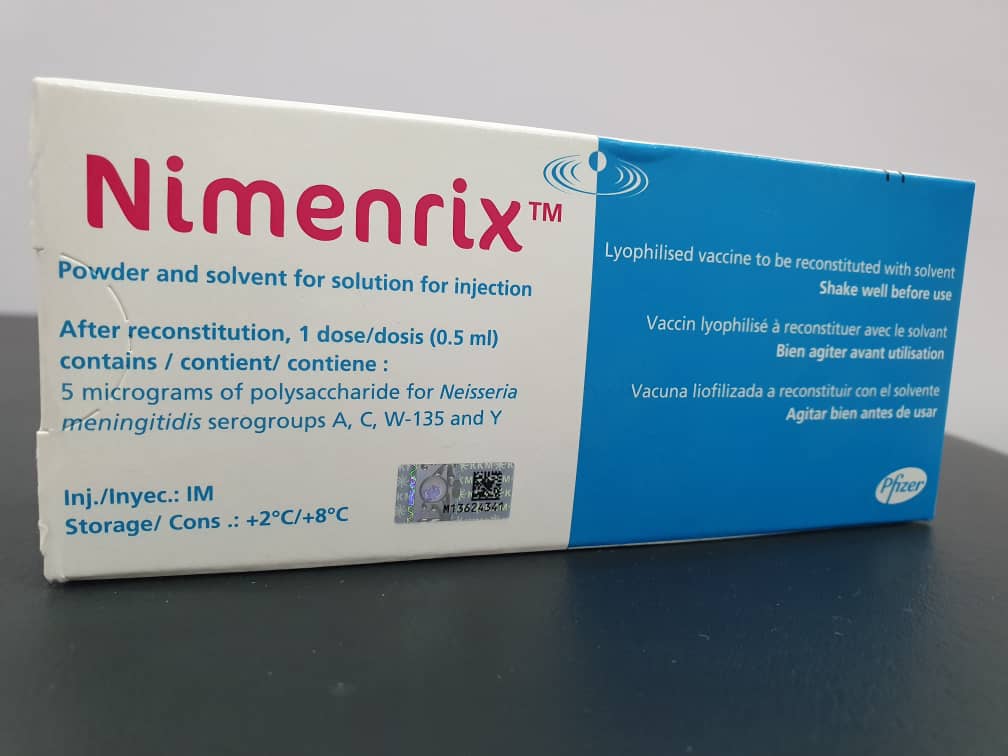 Nimenrix™
Powder and solvent for solution for injection
After reconstitution, 1 dose/dosis (0.5 ml)
contains / contient/ contiene :
5 micrograms of polysaccharide for Neisseria
meningitidis serogroups A, C, W-135 and Y
Inj./Inyec.: IM
Storage/ Cons .: +2°C/+8°C
Lyophilised vaccine to be reconstituted with solvent
Shake well before use
Vaccin lyophilisé à reconstituer avec le solvant
Bien agiter avant utilisation
Vacuna liofilizada a reconstituir con el solvente
Agitar bien antes de usar
Pfizer